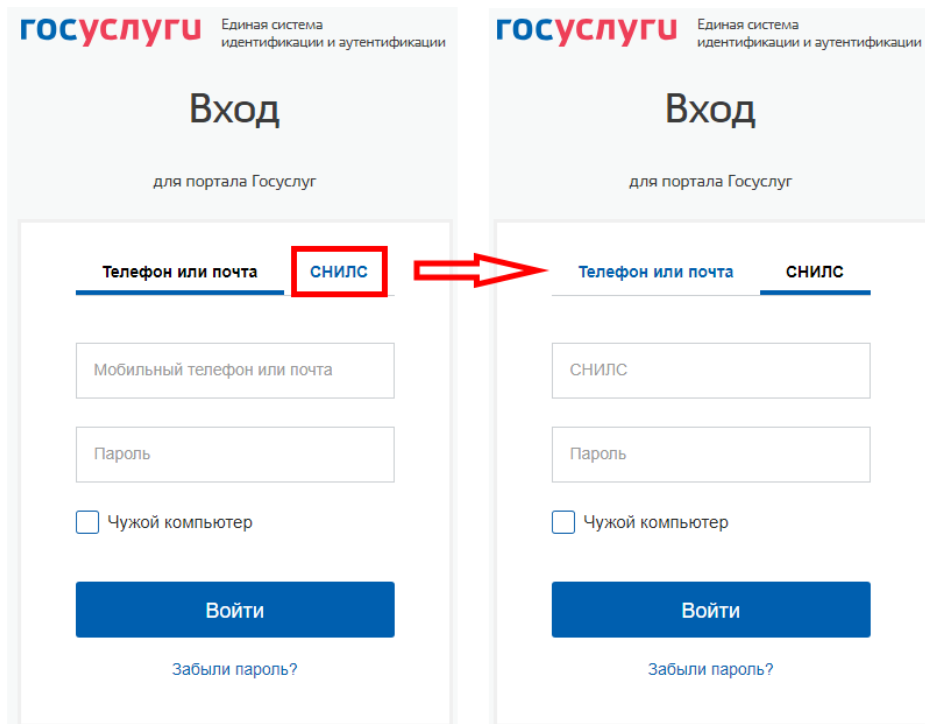 госуслуги Единая система
идентификации и аутентификации
Вход
для портала Госуслуг
Телефон или почта СНИЛС
Мобильный телефон или почта
Пароль
Чужой компьютер
Войти
Забыли пароль?
госуслуги Единая система
идентификации и аутентификации
Вход
для портала Госуслуг
Телефон или почта СНИЛС
СНИЛС
Пароль
Чужой компьютер
Войти
Забыли пароль?